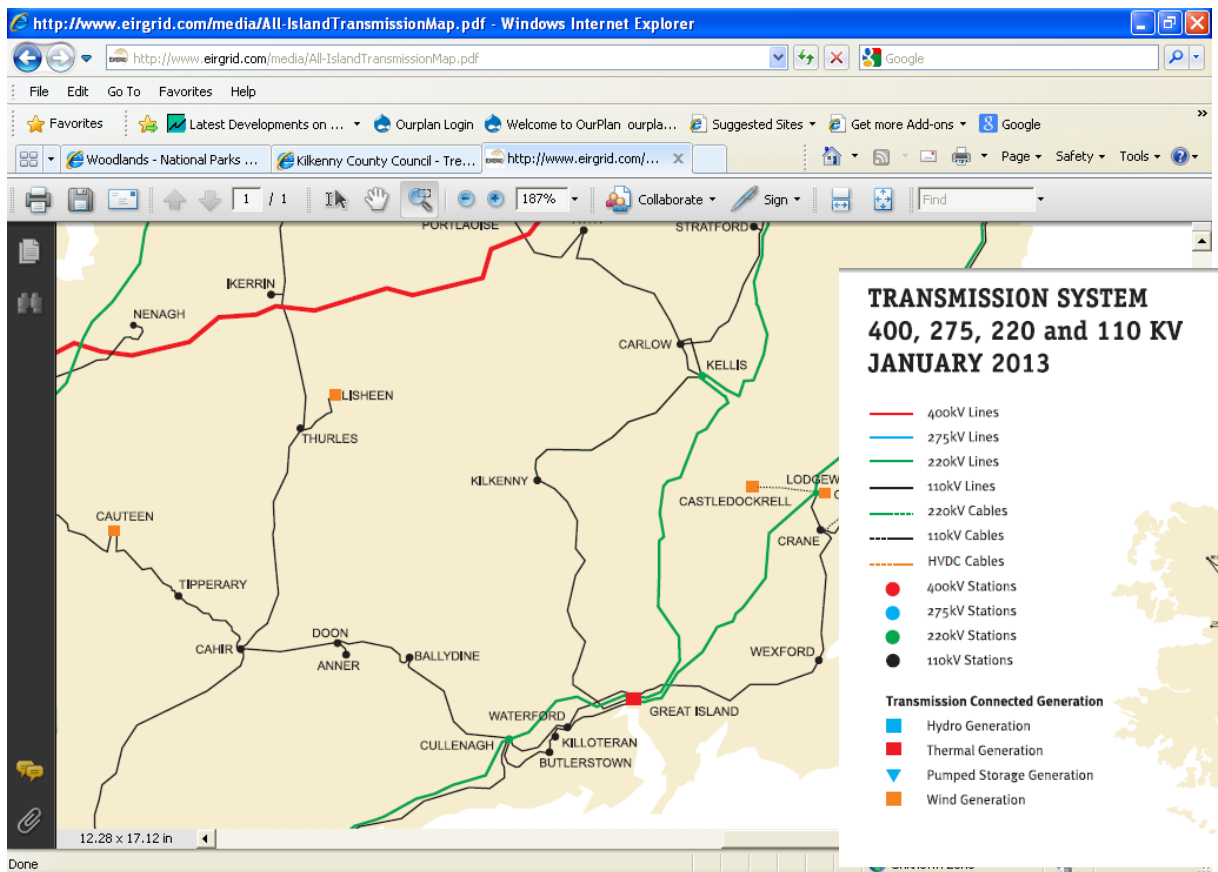 http://www.eirgrid.com/media/All-IslandTransmissionMap.pdf - Windows Internet Explorer
http://www.eirgrid.com/media/All-IslandTransmissionMap.pdf
Google
File Edit Go To Favorites Help
Favorites Latest Developments on ... Ourplan Login Welcome to OurPlan ourpla... Suggested Sites Get more Add-ons Google
Woodlands - National Parks ... Kilkenny County Council - Tre... http://www.eirgrid.com/... X Page Safety Tools
1 / 1 187% Collaborate Sign Find
PORTLAOISE
STRATFORD
IKERRIN
NENAGH
CARLOW
KELLIS
LISHEEN
THURLES
KILKENNY
CASTLEDOCKRELL
CAUTEEN
CRANE
TIPPERARY
DOON
CAHIR
ANNER
BALLYDINE
WEXFORD
GREAT ISLAND
WATERFORD
CULLENAGH
KILLOTERAN
BUTLERSTOWN
TRANSMISSION SYSTEM
400, 275, 220 and 110 KV
JANUARY 2013
400kV Lines
275kV Lines
220kV Lines
110kV Lines
220kV Cables
110kV Cables
HVDC Cables
400kV Stations
275kV Stations
220kV Stations
110kV Stations
Transmission Connected Generation
Hydro Generation
Thermal Generation
Pumped Storage Generation
Wind Generation
12.28 x 17.12 in
Done